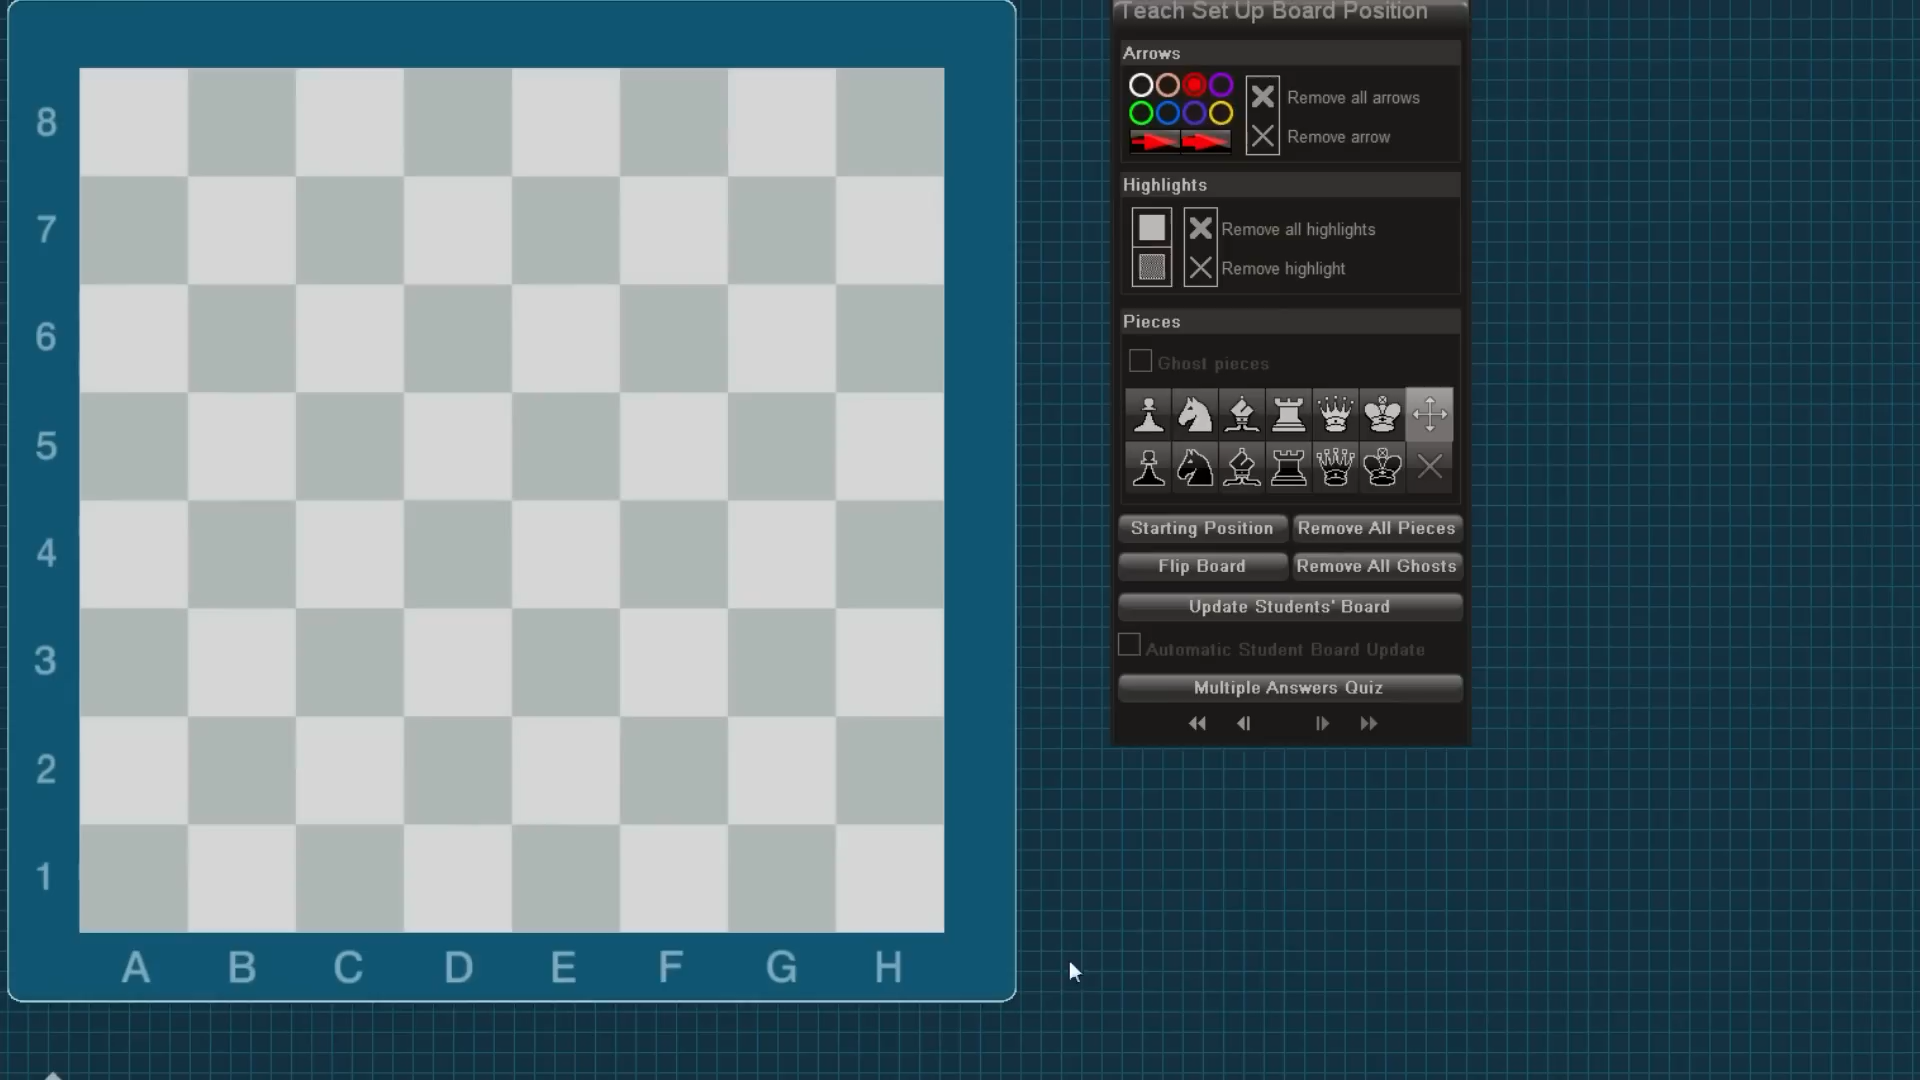 8
7
6
5
4
3
2
1
A B C D E F G H
Teach Set Up Board Position
Arrows
Remove all arrows
Remove arrow
Highlights
Remove all highlights
Remove highlight
Pieces
Ghost pieces
Starting Position Remove All Pieces
Flip Board Remove All Ghosts
Update Students' Board
Automatic Student Board Update
Multiple Answers Quiz